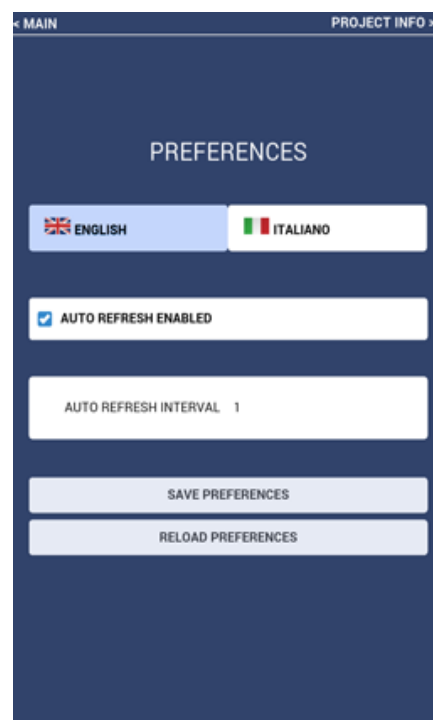 < MAIN PROJECT INFO >
PREFERENCES
ENGLISH ITALIANO
AUTO REFRESH ENABLED
AUTO REFRESH INTERVAL 1
SAVE PREFERENCES
RELOAD PREFERENCES